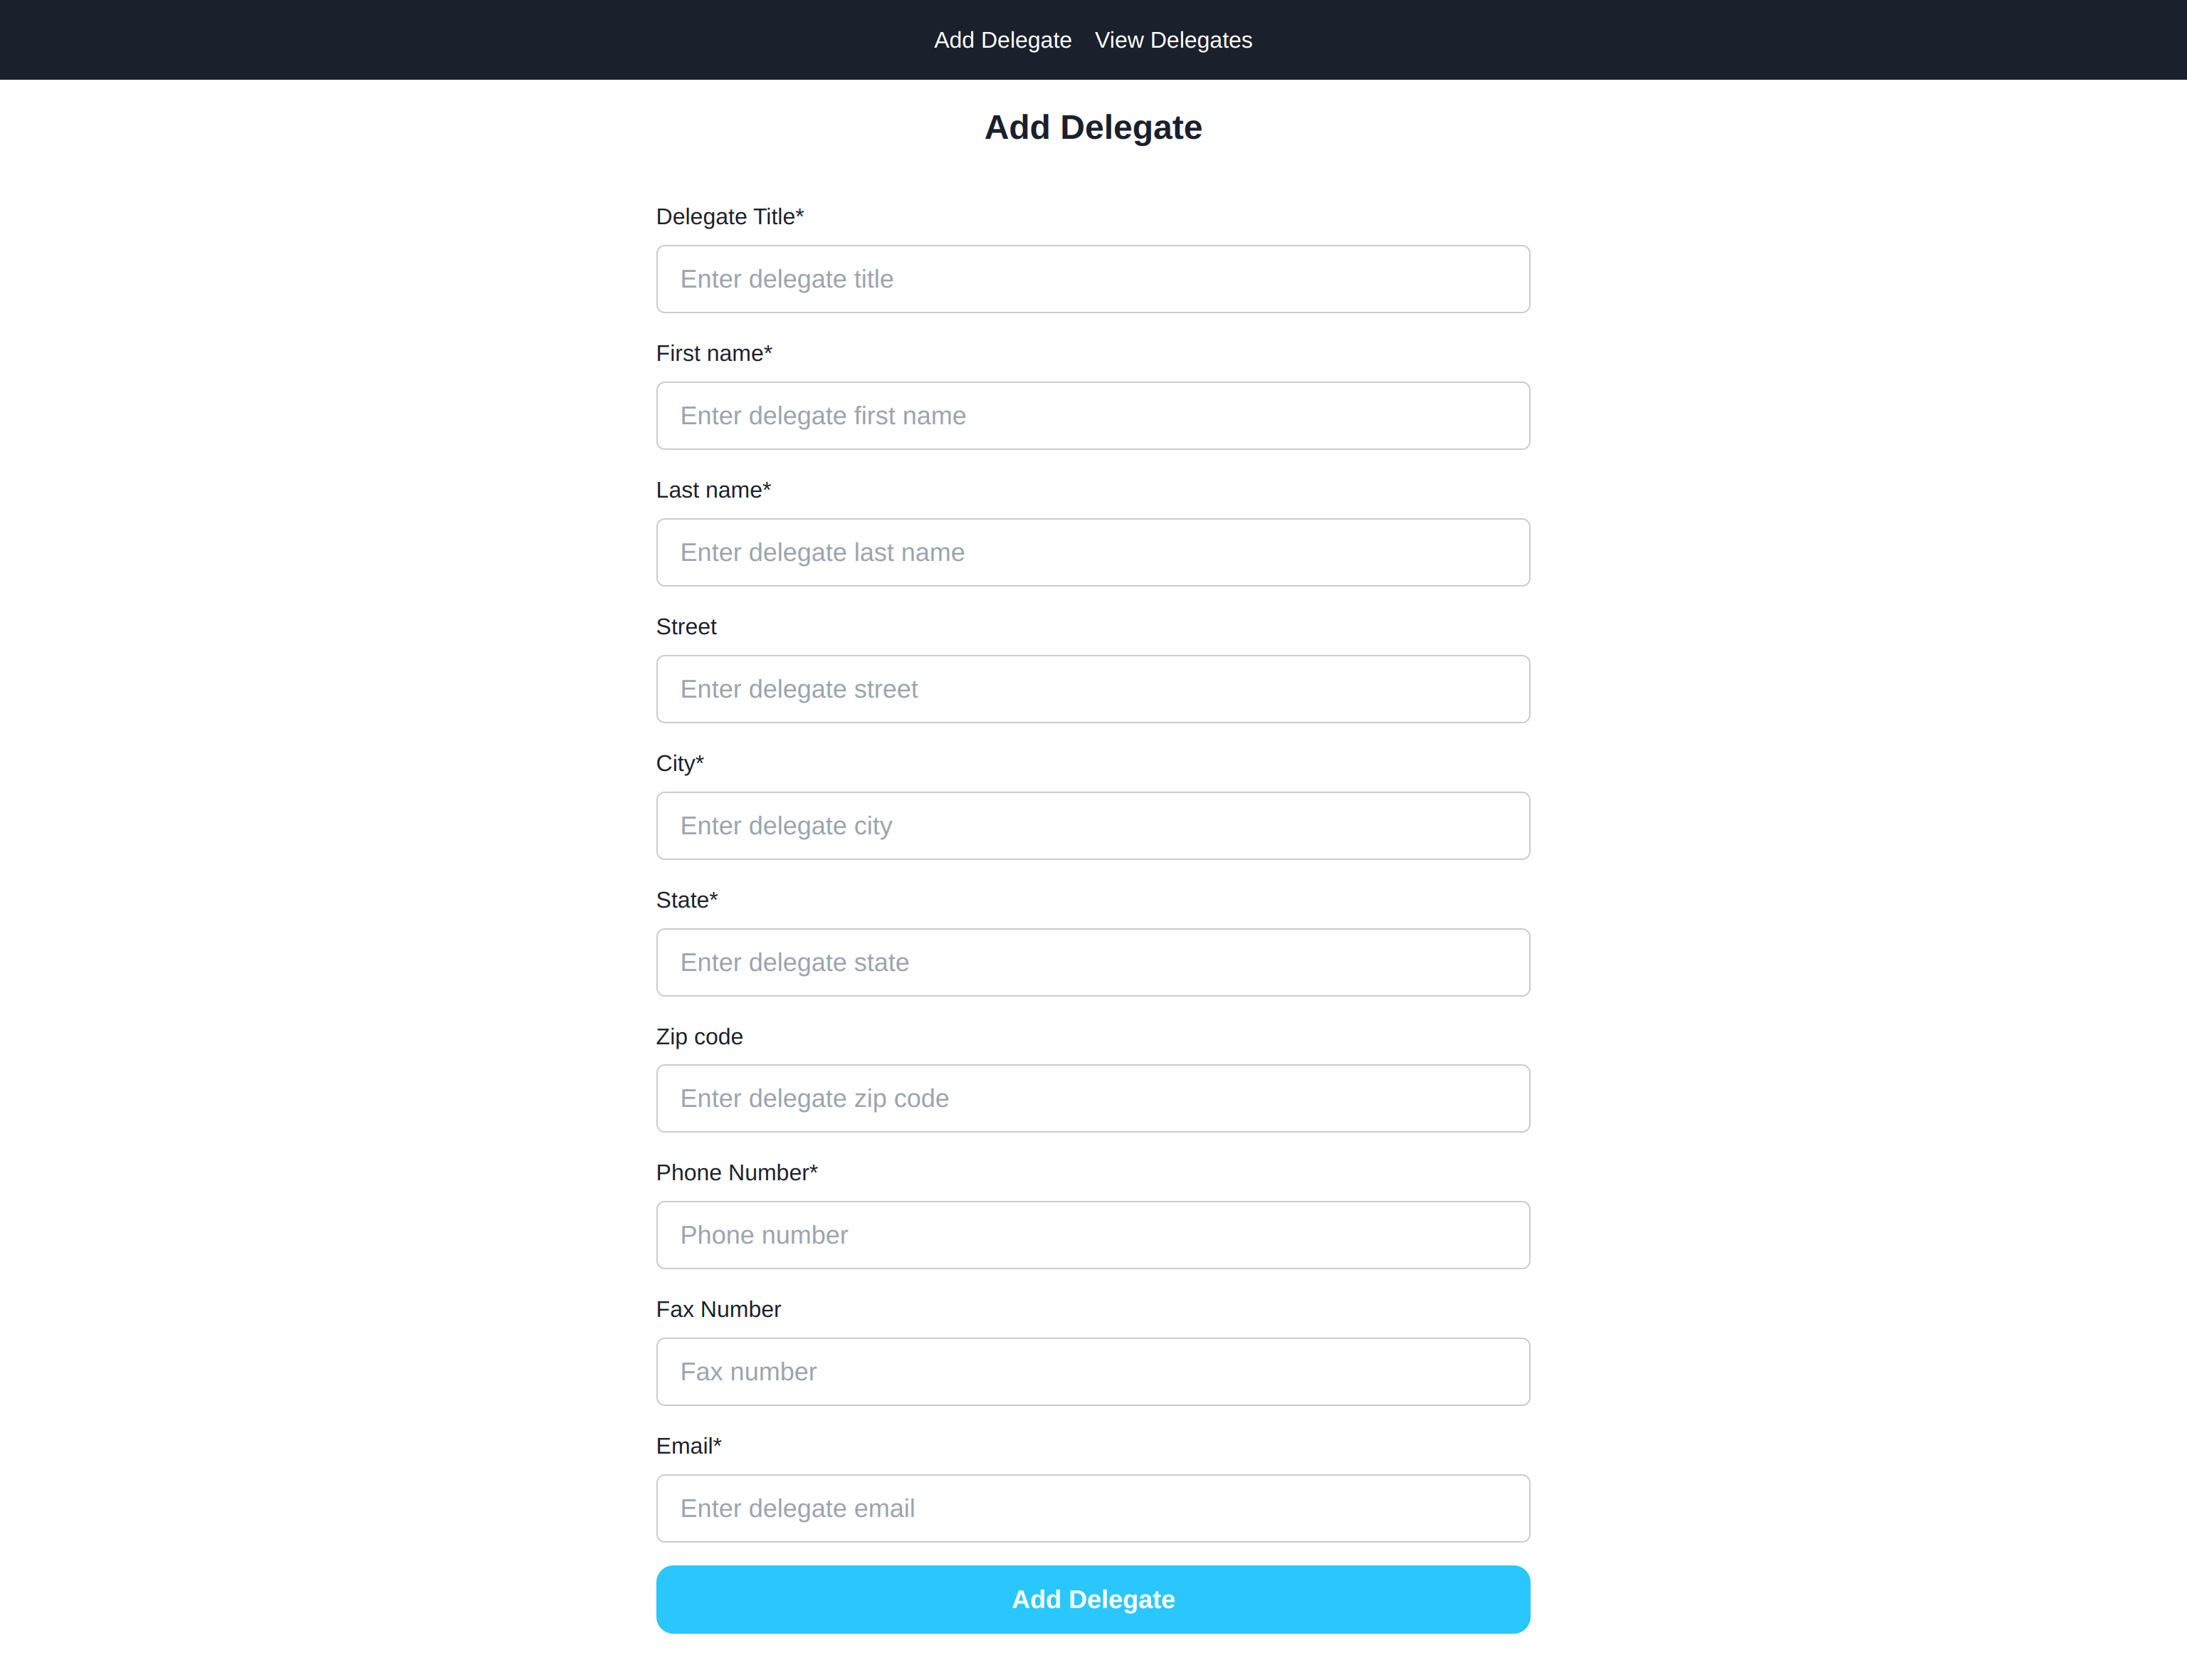 Add Delegate View Delegates
Add Delegate
Delegate Title*
Enter delegate title
First name*
Enter delegate first name
Last name*
Enter delegate last name
Street
Enter delegate street
City*
Enter delegate city
State*
Enter delegate state
Zip code
Enter delegate zip code
Phone Number*
Phone number
Fax Number
Fax number
Email*
Enter delegate email
Add Delegate